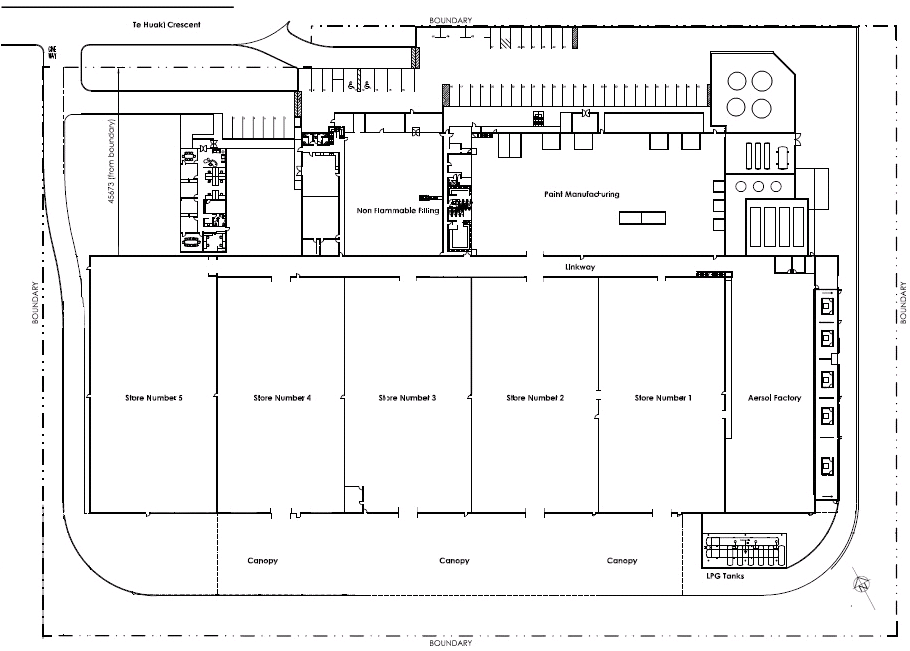 BOUNDARY
Te Huaki Crescent
ONE
WAY
45673 (from boundary)
Paint Manufacturing
Non Flammable Filling
Linkway
BOUNDARY
BOUNDARY
Store Number 5
Store Number 4
Store Number 3
Store Number 2
Store Number 1
Aersol Factory
Canopy
Canopy
Canopy
LPG Tanks
BOUNDARY